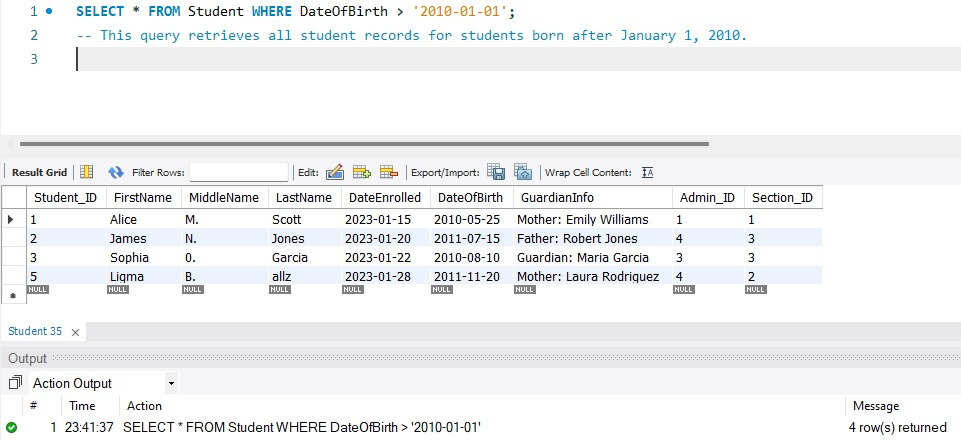 1 SELECT * FROM Student WHERE DateOfBirth > '2010-01-01';
2 -- This query retrieves all student records for students born after January 1, 2010.
3
Result Grid Filter Rows: Edit: Export/Import: Wrap Cell Content: IA
Student_ID FirstName MiddleName LastName DateEnrolled DateOfBirth GuardianInfo Admin_ID Section_ID
1 Alice M. Scott 2023-01-15 2010-05-25 Mother: Emily Williams 1 1
2 James N. Jones 2023-01-20 2011-07-15 Father: Robert Jones 4 3
3 Sophia 0. Garcia 2023-01-22 2010-08-10 Guardian: Maria Garcia 3 3
5 Ligma B. allz 2023-01-28 2011-11-20 Mother: Laura Rodriquez 4 2
NULL NULL NULL NULL NULL NULL NULL NULL NULL
Student 35 ×
Output
Action Output
# Time Action Message
1 23:41:37 SELECT * FROM Student WHERE DateOfBirth > '2010-01-01' 4 row(s) returned